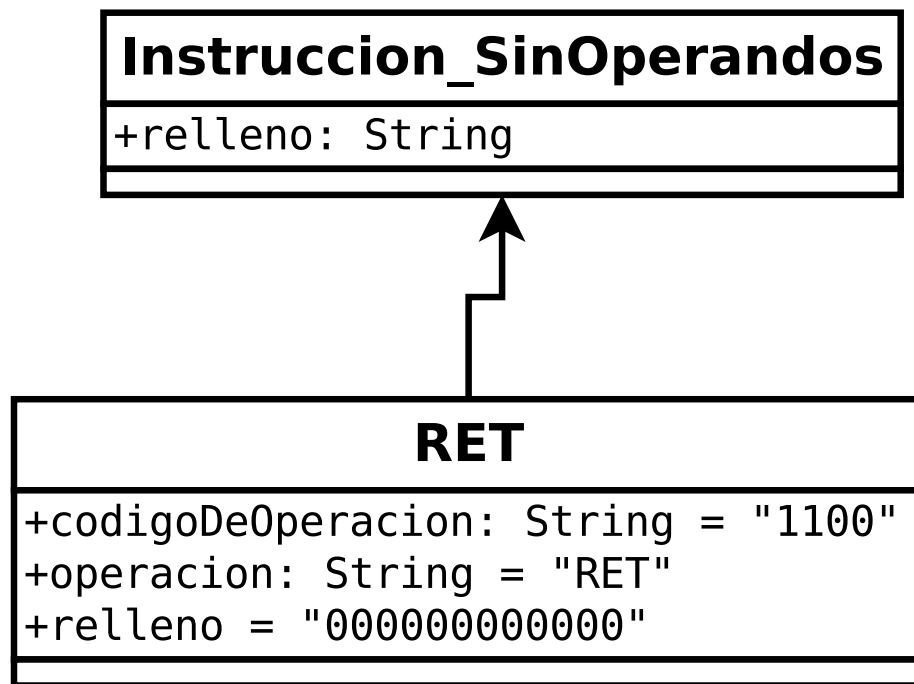 Instruccion_SinOperandos
+relleno: String
RET
+codigoDeOperacion: String = "1100"
+operacion: String = "RET"
+relleno = "000000000000"